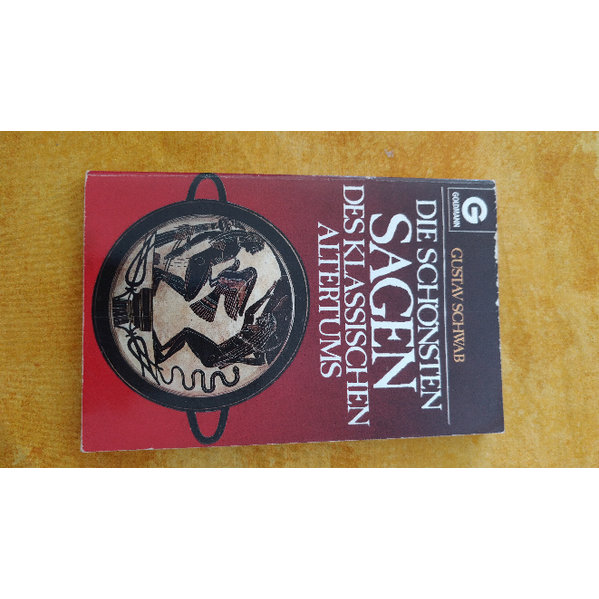 G
GOLDMANN
GUSTAV SCHWAB
DIE SCHÖNSTEN
SAGEN
DES KLASSISCHEN
ALTERTUMS